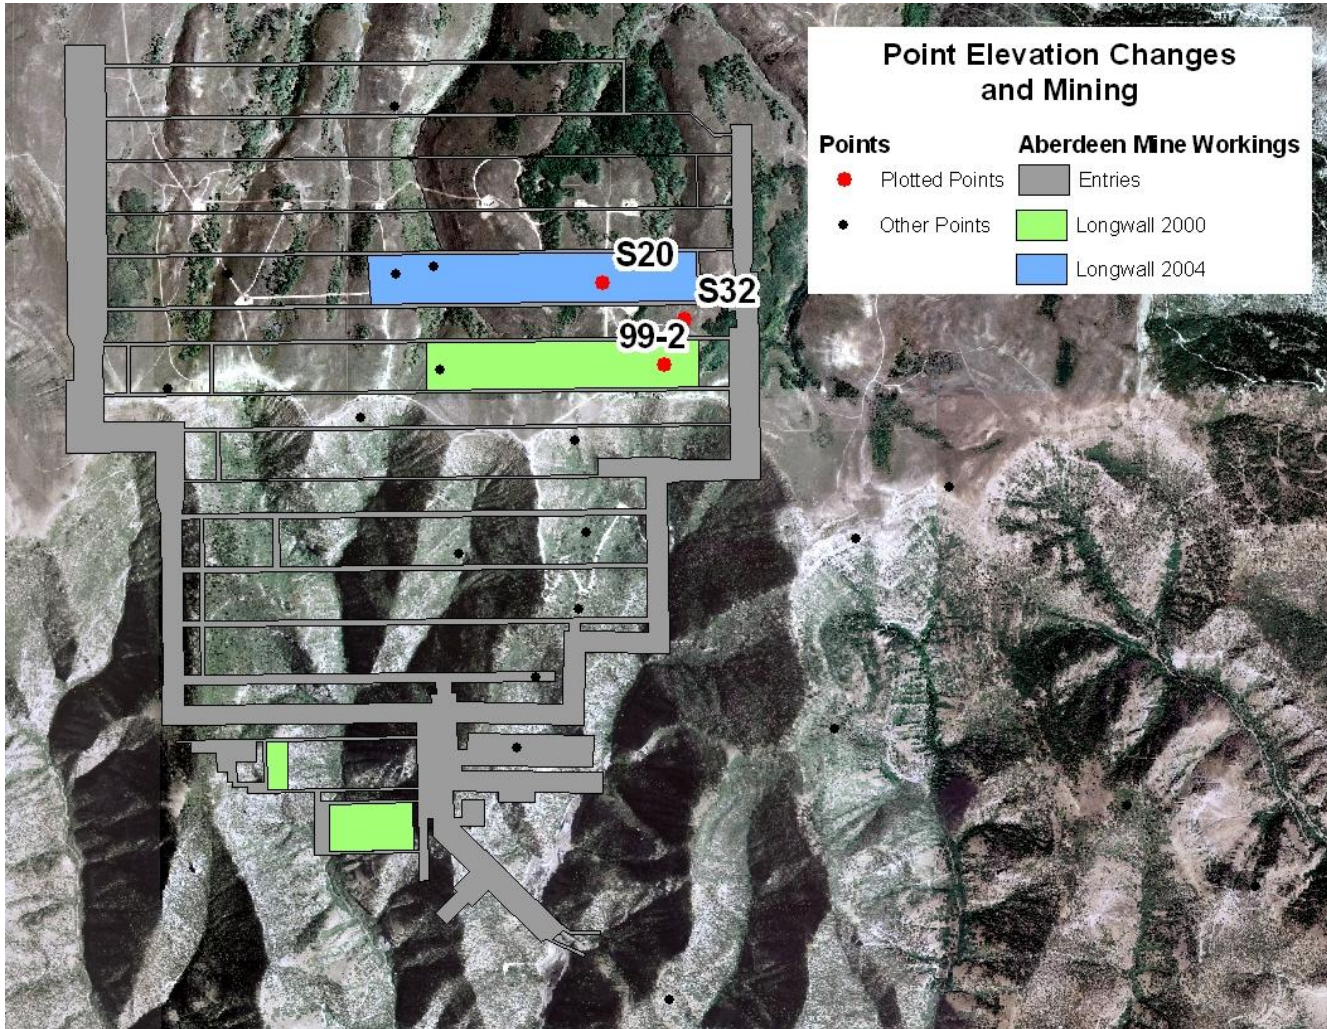 Point Elevation Changes
and Mining
Points
Aberdeen Mine Workings
Plotted Points
Entries
Other Points
Longwall 2000
Longwall 2004
S20
S32
99-2